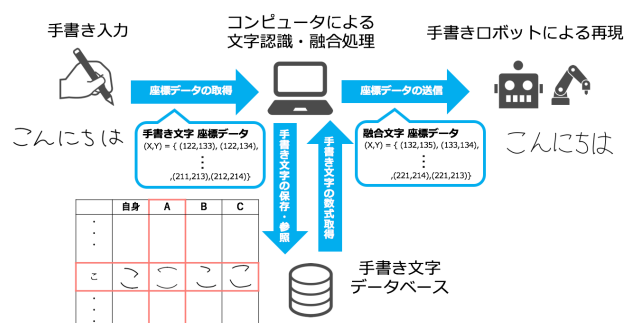 手書き入力
コンピュータによる
文字認識・融合処理
手書きロボットによる再現
座標データの取得
座標データの送信
こんにちは
手書き文字 座標データ
(X,Y) = { (122,133), (122,134),
⋮
,(211,213),(212,214)}
手書き文字の保存・参照
手書き文字の数式取得
融合文字 座標データ
(X,Y) = { (132,135), (133,134),
⋮
,(221,214),(221,213)}
こんにちは
自身 A B C
⋮
こ こ こ こ こ
⋮
手書き文字
データベース